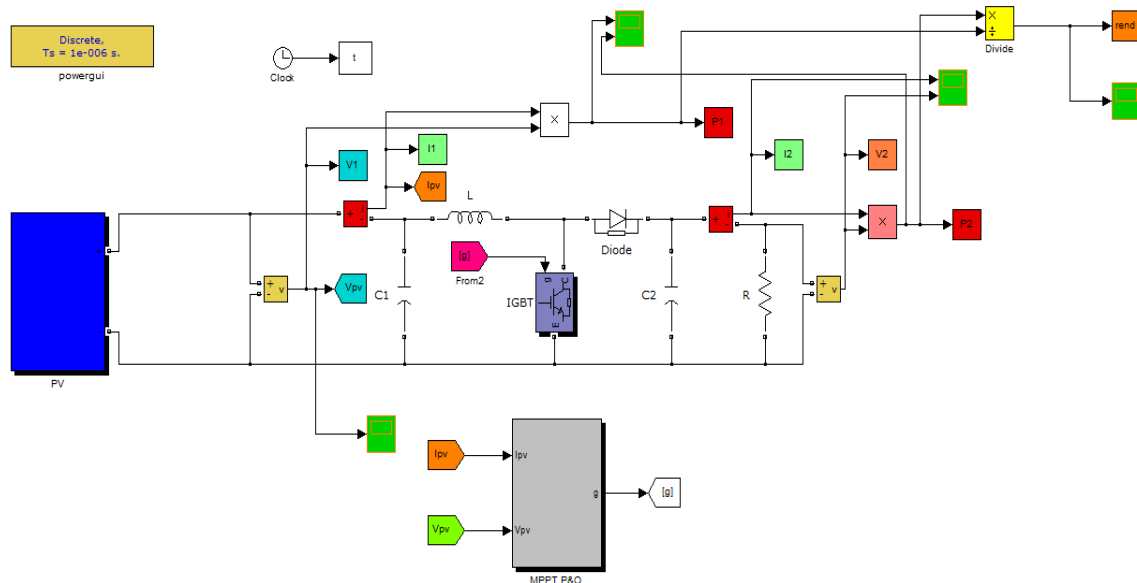 Discrete,
Ts = 1e-006 s.
powergui
Clock
t
×
÷
Divide
rend
×
P1
I1
V1
Ipv
I2
V2
L
+ i
+ i
×
P2
Diode
[g]
From2
g
C
E
IGBT
+
-
v
Vpv
C1
C2
R
+
-
v
PV
Ipv
Ipv
g
[g]
Vpv
Vpv
MPPT P&O